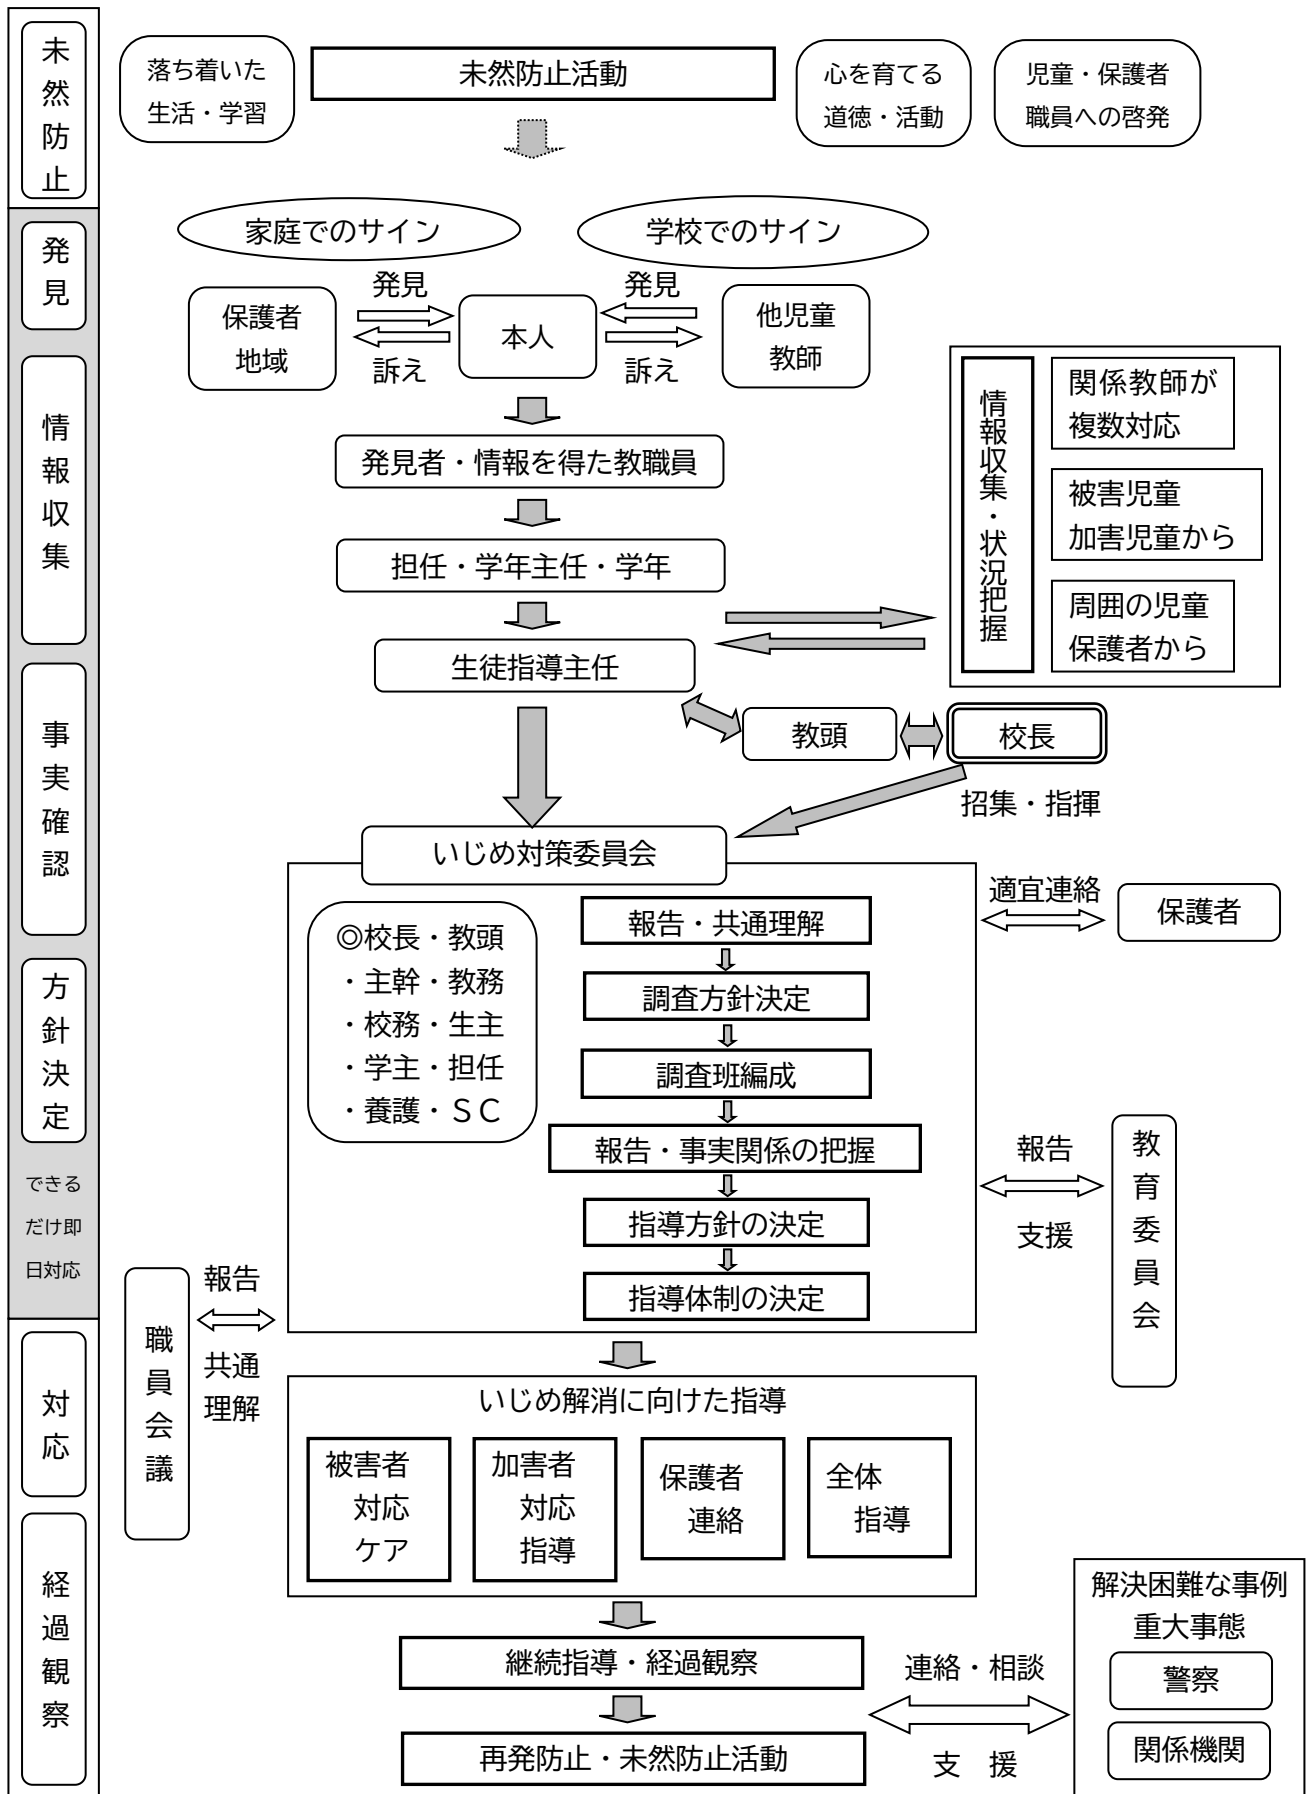 未然防止
落ち着いた
生活・学習
未然防止活動
心を育てる
道徳・活動
児童・保護者
職員への啓発
発見
家庭でのサイン
学校でのサイン
発見
発見
保護者
地域
本人
他児童
教師
訴え
訴え
情報収集
発見者・情報を得た教職員
担任・学年主任・学年
生徒指導主任
情報収集・状況把握
関係教師が
複数対応
被害児童
加害児童から
周囲の児童
保護者から
事実確認
教頭
校長
招集・指揮
いじめ対策委員会
◎校長・教頭
・主幹・教務
・校務・生主
・学主・担任
・養護・ＳＣ
報告・共通理解
調査方針決定
調査班編成
報告・事実関係の把握
指導方針の決定
指導体制の決定
適宜連絡
保護者
方針決定
できる
だけ即
日対応
報告
支援
教育委員会
職員会議
報告
共通
理解
対応
いじめ解消に向けた指導
被害者
対応
ケア
加害者
対応
指導
保護者
連絡
全体
指導
経過観察
継続指導・経過観察
再発防止・未然防止活動
連絡・相談
支　援
解決困難な事例
重大事態
警察
関係機関